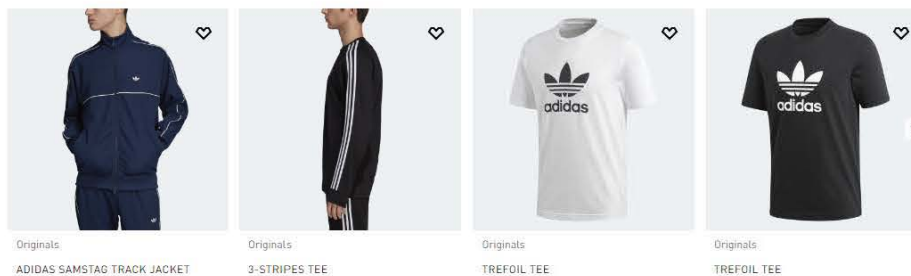 adidas
adidas
Originals
Originals
Originals
Originals
ADIDAS SAMSTAG TRACK JACKET
3-STRIPES TEE
TREFOIL TEE
TREFOIL TEE